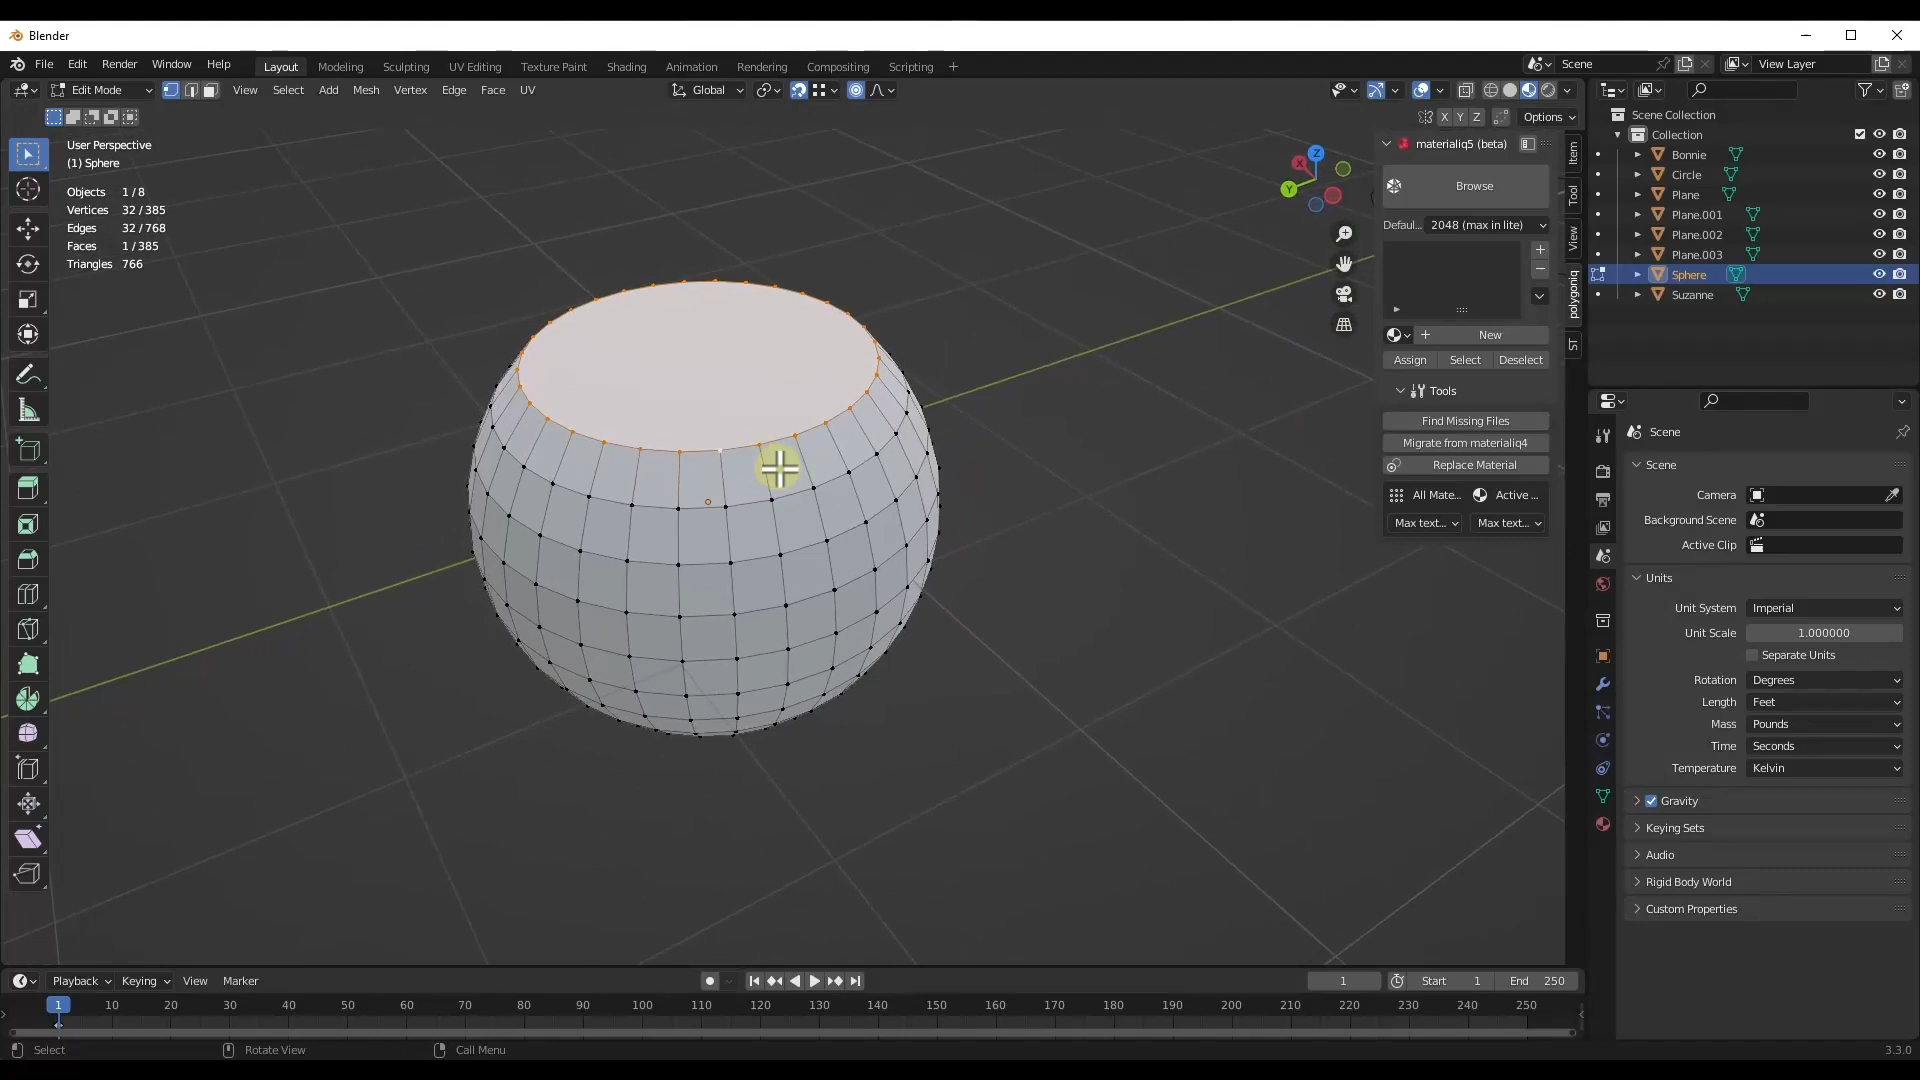 Blender
File Edit Render Window Help Layout Modeling Sculpting UV Editing Texture Paint Shading Animation Rendering Compositing Scripting + Scene View Layer
Edit Mode View Select Add Mesh Vertex Edge Face UV Global
X Y Z Options
User Perspective
(1) Sphere
Objects 1 / 8
Vertices 32 / 385
Edges 32 / 768
Faces 1 / 385
Triangles 766
X
Y
Z
materialiq5 (beta)
Browse
Defaul... 2048 (max in lite)
+
−
+ New
Assign Select Deselect
Tools
Find Missing Files
Migrate from materialiq4
Replace Material
All Mate... Active ...
Max text... Max text...
Item
Tool
View
polygoniq
ST
Scene Collection
Collection
Bonnie
Circle
Plane
Plane.001
Plane.002
Plane.003
Sphere
Suzanne
Scene
Scene
Camera
Background Scene
Active Clip
Units
Unit System Imperial
Unit Scale 1.000000
Separate Units
Rotation Degrees
Length Feet
Mass Pounds
Time Seconds
Temperature Kelvin
Gravity
Keying Sets
Audio
Rigid Body World
Custom Properties
Playback Keying View Marker 1 Start 1 End 250
1 10 20 30 40 50 60 70 80 90 100 110 120 130 140 150 160 170 180 190 200 210 220 230 240 250
Select Rotate View Call Menu 3.3.0